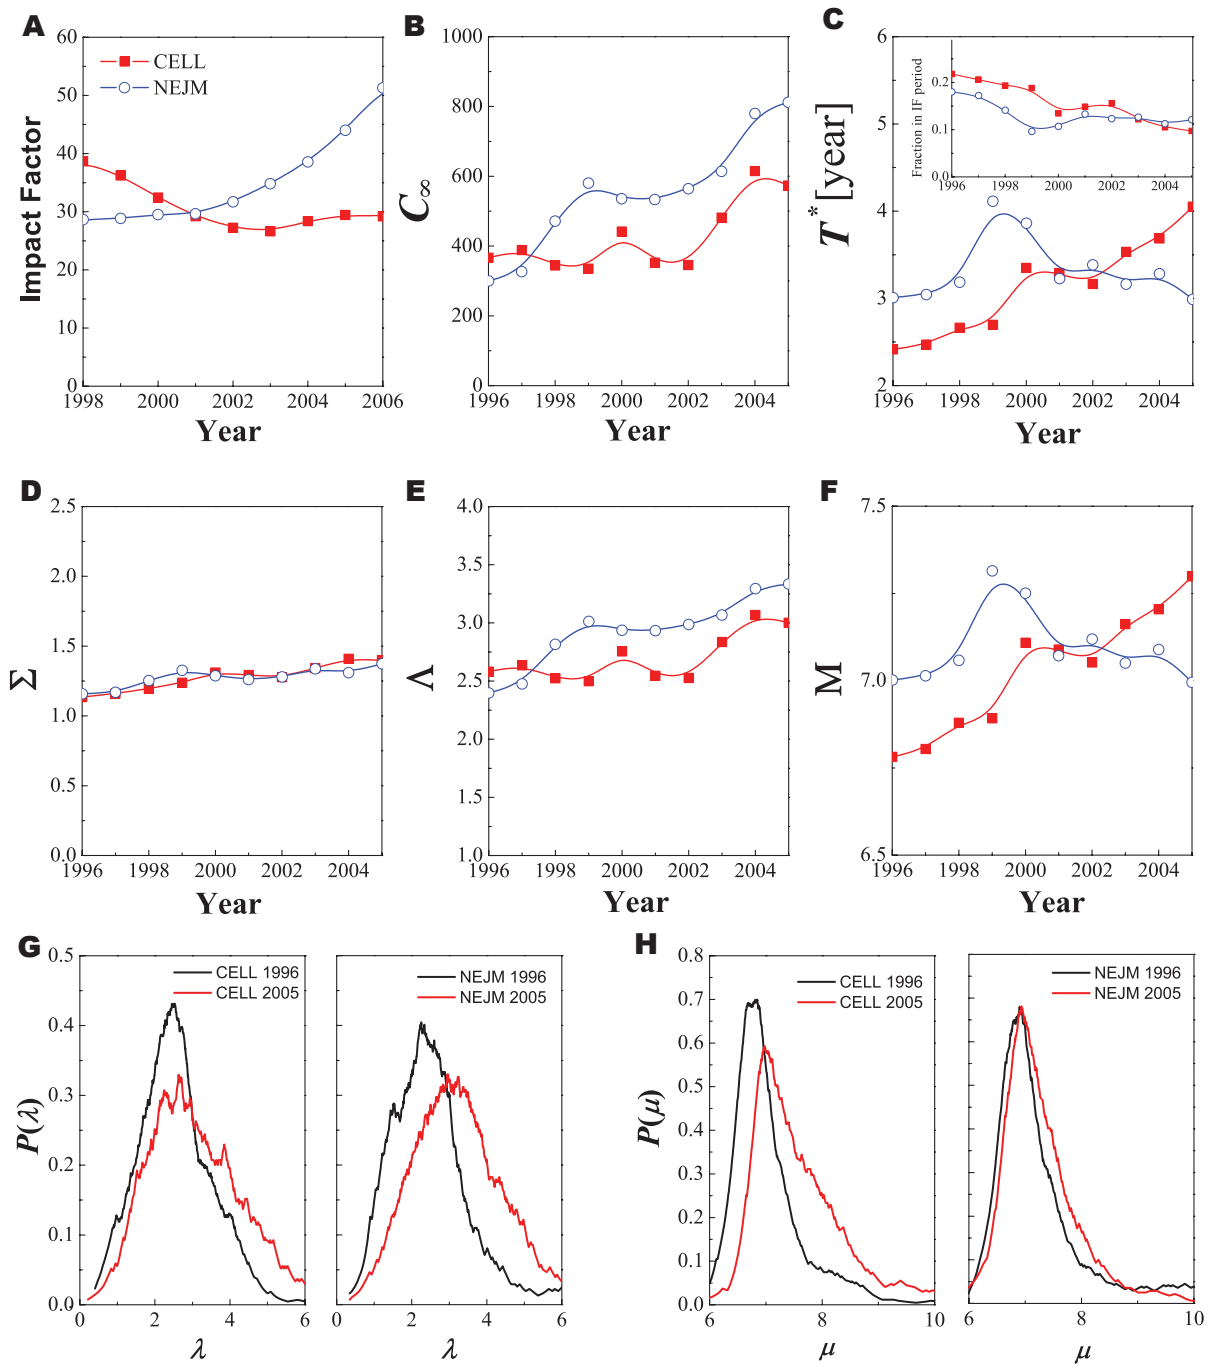 A
60
50
40
30
20
10
0
Impact Factor
CELL
NEJM
1998 2000 2002 2004 2006
Year
B
1000
800
600
400
200
0
C∞
1996 1998 2000 2002 2004
Year
C
6
5
4
3
2
T* [year]
0.2
0.1
0.0
Fraction in IF period
1996 1998 2000 2002 2004
1996 1998 2000 2002 2004
Year
D
2.5
2.0
1.5
1.0
0.5
0.0
Σ
1996 1998 2000 2002 2004
Year
E
4.0
3.5
3.0
2.5
2.0
1.5
1.0
Λ
1996 1998 2000 2002 2004
Year
F
7.5
7.0
6.5
M
1996 1998 2000 2002 2004
Year
G
0.5
0.4
0.3
0.2
0.1
0.0
P(λ)
CELL 1996
CELL 2005
0 2 4 6
λ
NEJM 1996
NEJM 2005
0 2 4 6
λ
H
0.8
0.7
0.6
0.5
0.4
0.3
0.2
0.1
0.0
P(μ)
CELL 1996
CELL 2005
6 8 10
μ
NEJM 1996
NEJM 2005
6 8 10
μ